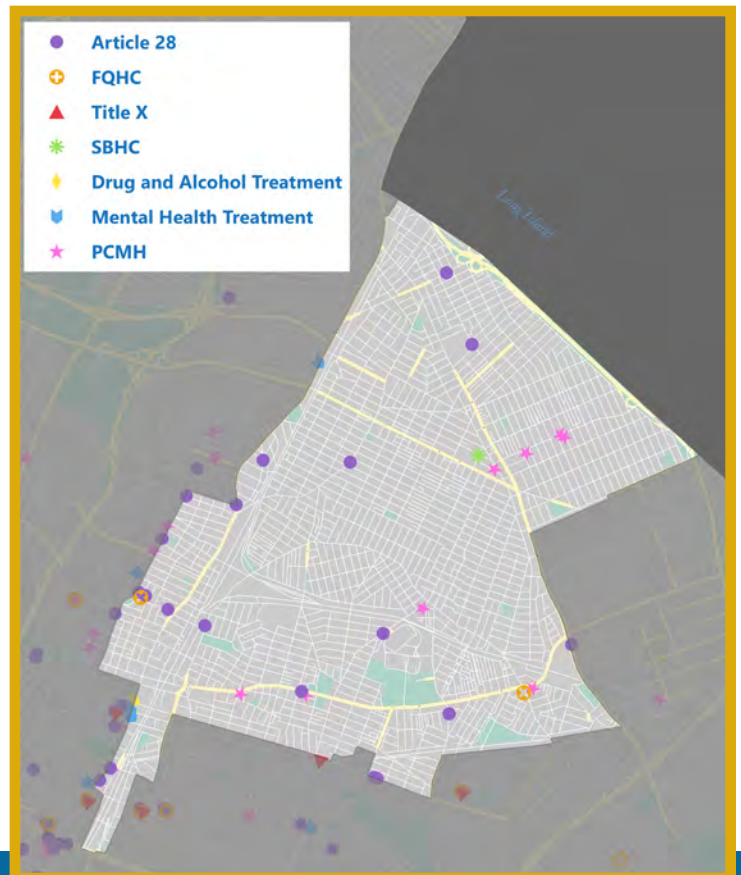 Article 28
FQHC
Title X
SBHC
Drug and Alcohol Treatment
Mental Health Treatment
PCMH
Long Island